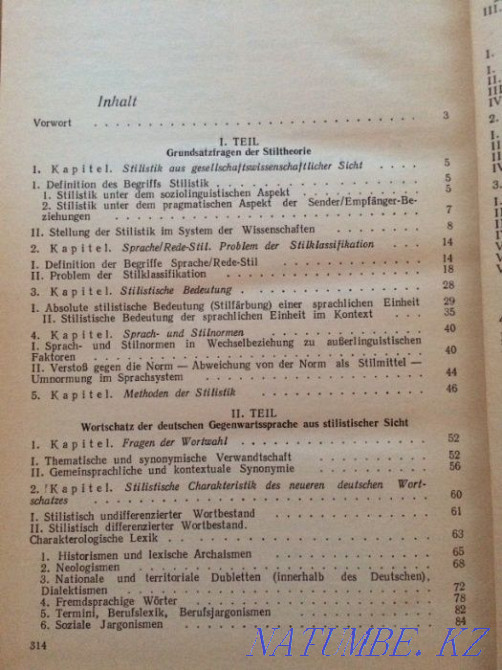 Inhalt
Vorwort . . . . . . . . . . . . . . . . 3
I. TEIL
Grundsatzfragen der Stiltheorie
1. Kapitel. Stilistik aus gesellschaftswissenschaftlicher Sicht . . . 5
I. Definition des Begriffs Stilistik . . . . . . . . . . 5
1. Stilistik unter dem soziolinguistischen Aspekt . . . . . . 5
2. Stilistik unter dem pragmatischen Aspekt der Sender/Empfänger-Be-
ziehungen . . . . . . . . . . . . . . . 7
II. Stellung der Stilistik im System der Wissenschaften . . . . . 8
2. Kapitel. Sprache/Rede-Stil. Problem der Stilklassifikation . . . 14
I. Definition der Begriffe Sprache/Rede-Stil . . . . . . . 14
II. Problem der Stilklassifikation . . . . . . . . . . 18
3. Kapitel. Stilistische Bedeutung . . . . . . . . . . 28
I. Absolute stilistische Bedeutung (Stilfärbung) einer sprachlichen Einheit 29
II. Stilistische Bedeutung der sprachlichen Einheit im Kontext . . . 35
4. Kapitel. Sprach- und Stilnormen . . . . . . . . . . 40
I. Sprach- und Stilnormen in Wechselbeziehung zu außerlinguistischen
Faktoren . . . . . . . . . . . . . . . 40
II. Verstoß gegen die Norm — Abweichung von der Norm als Stilmittel —
Umnormung im Sprachsystem . . . . . . . . . . 44
5. Kapitel. Methoden der Stilistik . . . . . . . . . . 46
II. TEIL
Wortschatz der deutschen Gegenwartssprache aus stilistischer Sicht
1. Kapitel. Fragen der Wortwahl . . . . . . . . . . 52
I. Thematische und synonymische Verwandtschaft . . . . . . 52
II. Gemeinsprachliche und kontextuale Synonymie . . . . . . 56
2. Kapitel. Stilistische Charakteristik des neueren deutschen Wort-
schatzes . . . . . . . . . . . . . . . 60
I. Stilistisch undifferenzierter Wortbestand . . . . . . . 61
II. Stilistisch differenzierter Wortbestand.
Charakterologische Lexik . . . . . . . . . . . 63
1. Historismen und lexische Archaismen . . . . . . . . 65
2. Neologismen . . . . . . . . . . . . . . 68
3. Nationale und territoriale Dubletten (innerhalb des Deutschen),
Dialektismen . . . . . . . . . . . . . . 72
4. Fremdsprachige Wörter . . . . . . . . . . . 78
5. Termini, Berufslexik, Berufsjargonismen . . . . . . . 82
6. Soziale Jargonismen . . . . . . . . . . . . 84
314
NATUMBE.KZ